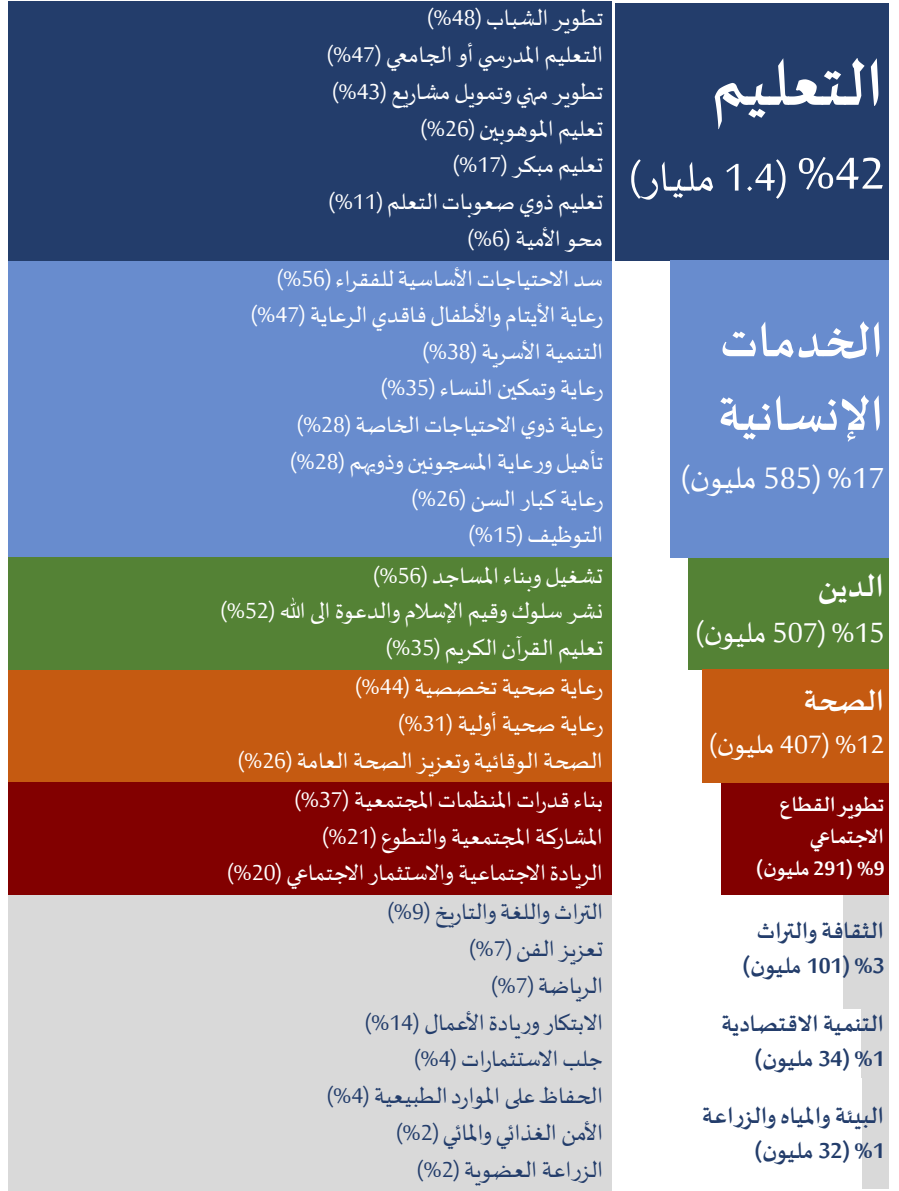 التعليم
%42 (1.4 مليار)
تطوير الشباب (48%)
التعليم المدرسي أو الجامعي (47%)
تطوير مهني وتمويل مشاريع (43%)
تعليم الموهوبين (26%)
تعليم مبكر (17%)
تعليم ذوي صعوبات التعلم (11%)
محو الأمية (6%)
الخدمات
الإنسانية
%17 (585 مليون)
سد الاحتياجات الأساسية للفقراء (56%)
رعاية الأيتام والأطفال فاقدي الرعاية (47%)
التنمية الأسرية (38%)
رعاية وتمكين النساء (35%)
رعاية ذوي الاحتياجات الخاصة (28%)
تأهيل ورعاية المسجونين وذويهم (28%)
رعاية كبار السن (26%)
التوظيف (15%)
الدين
%15 (507 مليون)
تشغيل وبناء المساجد (56%)
نشر سلوك وقيم الإسلام والدعوة الى الله (52%)
تعليم القرآن الكريم (35%)
الصحة
%12 (407 مليون)
رعاية صحية تخصصية (44%)
رعاية صحية أولية (31%)
الصحة الوقائية وتعزيز الصحة العامة (26%)
تطوير القطاع
الاجتماعي
%9 (291 مليون)
بناء قدرات المنظمات المجتمعية (37%)
المشاركة المجتمعية والتطوع (21%)
الريادة الاجتماعية والاستثمار الاجتماعي (20%)
الثقافة والتراث
%3 (101 مليون)
التراث واللغة والتاريخ (9%)
تعزيز الفن (7%)
الرياضة (7%)
التنمية الاقتصادية
%1 (34 مليون)
الابتكار وريادة الأعمال (14%)
جلب الاستثمارات (4%)
البيئة والمياه والزراعة
%1 (32 مليون)
الحفاظ على الموارد الطبيعية (4%)
الأمن الغذائي والمائي (2%)
الزراعة العضوية (2%)